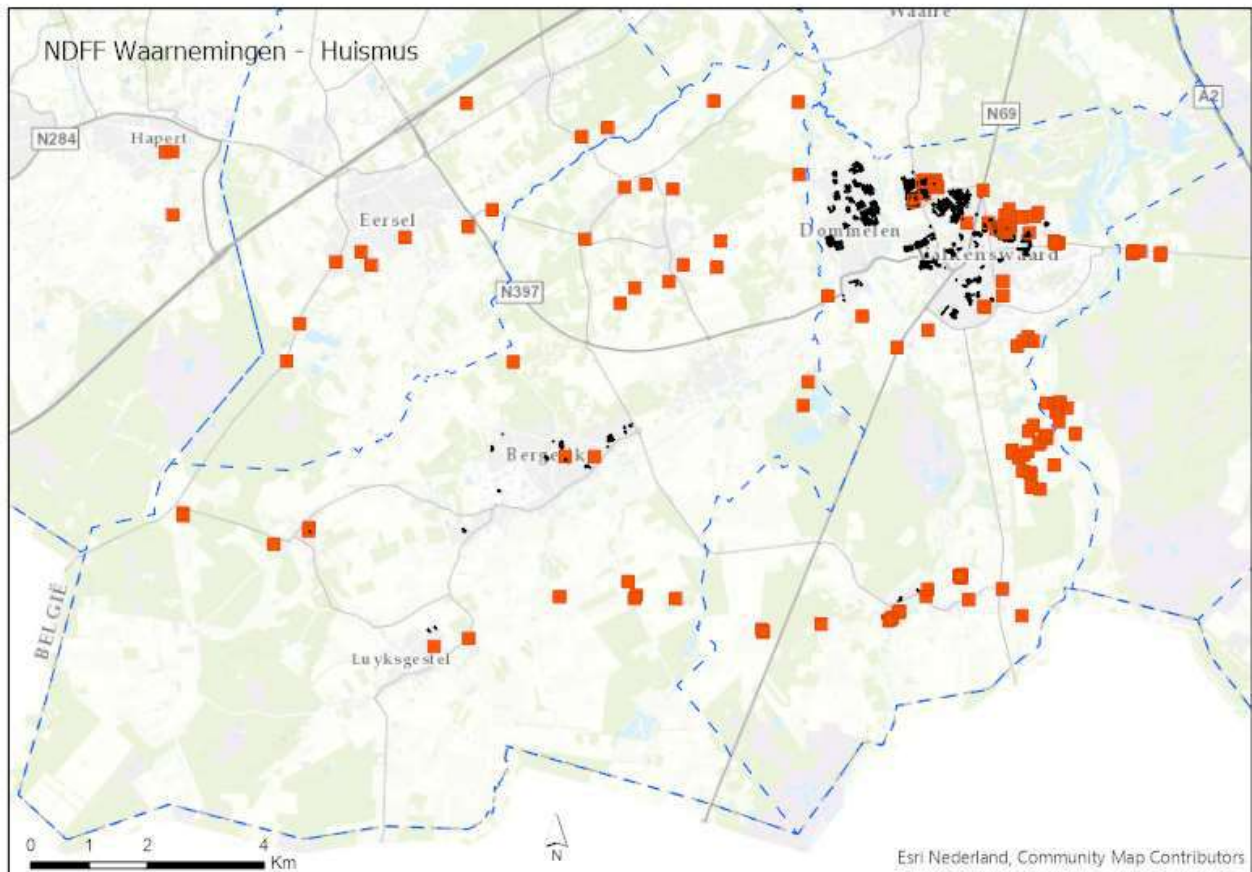 NDFF Waarnemingen - Huismus
Waalre
A2
N69
N284
Hapert
Eersel
Dommelen
Valkenswaard
N397
BELGIË
Luyksgestel
0 1 2 4
Km
N
Esri Nederland, Community Map Contributors